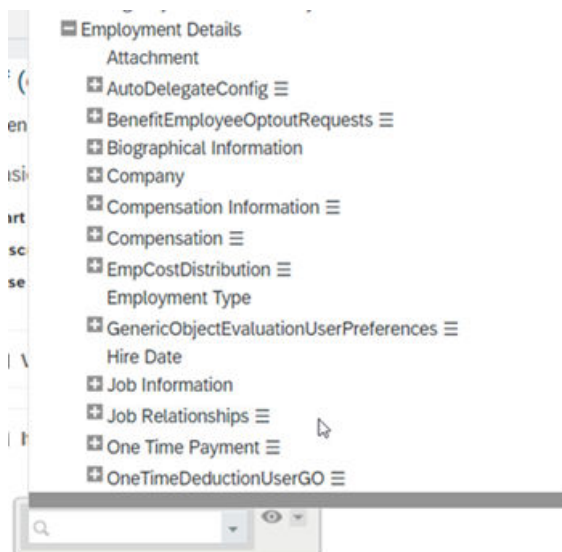 Employment Details
Attachment
AutoDelegateConfig
BenefitEmployeeOptoutRequests
Biographical Information
Company
Compensation Information
Compensation
EmpCostDistribution
Employment Type
GenericObjectEvaluationUserPreferences
Hire Date
Job Information
Job Relationships
One Time Payment
OneTimeDeductionUserGO